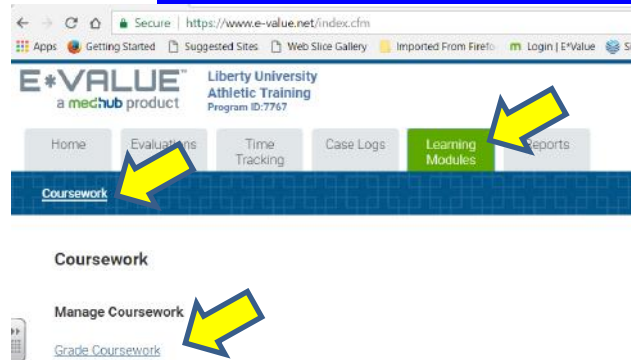 Secure | https://www.e-value.net/index.cfm
Apps Getting Started Suggested Sites Web Slice Gallery Imported From Firefo Login | E*Value
E*VALUE™ Liberty University
a medhub product Athletic Training
Program ID:7767
Home Evaluations Time Tracking Case Logs Learning Modules Reports
Coursework
Coursework
Manage Coursework
Grade Coursework